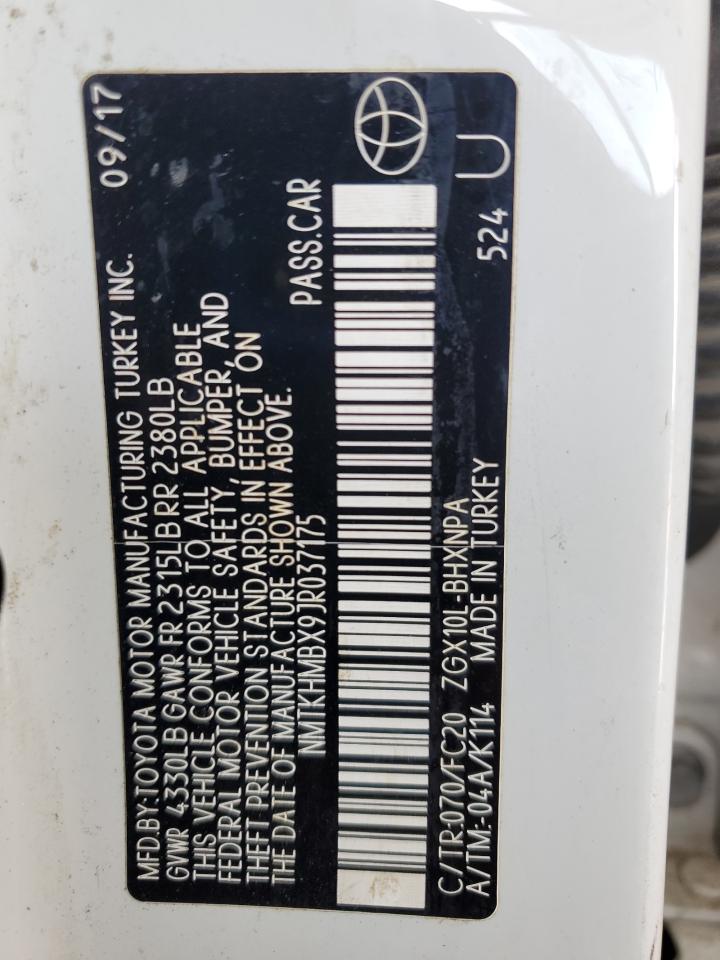 MFD.BY:TOYOTA MOTOR MANUFACTURING TURKEY INC. 09/17
GVWR 4330LB GAWR FR 2315LB RR 2380LB
THIS VEHICLE CONFORMS TO ALL APPLICABLE
FEDERAL MOTOR VEHICLE SAFETY, BUMPER, AND
THEFT PREVENTION STANDARDS IN EFFECT ON
THE DATE OF MANUFACTURE SHOWN ABOVE.
NMTKHMBX9JR037175 PASS.CAR
C/TR:070/FC20 ZGX10L-BHXNPA
A/TM:-04A/K114 MADE IN TURKEY 524 U